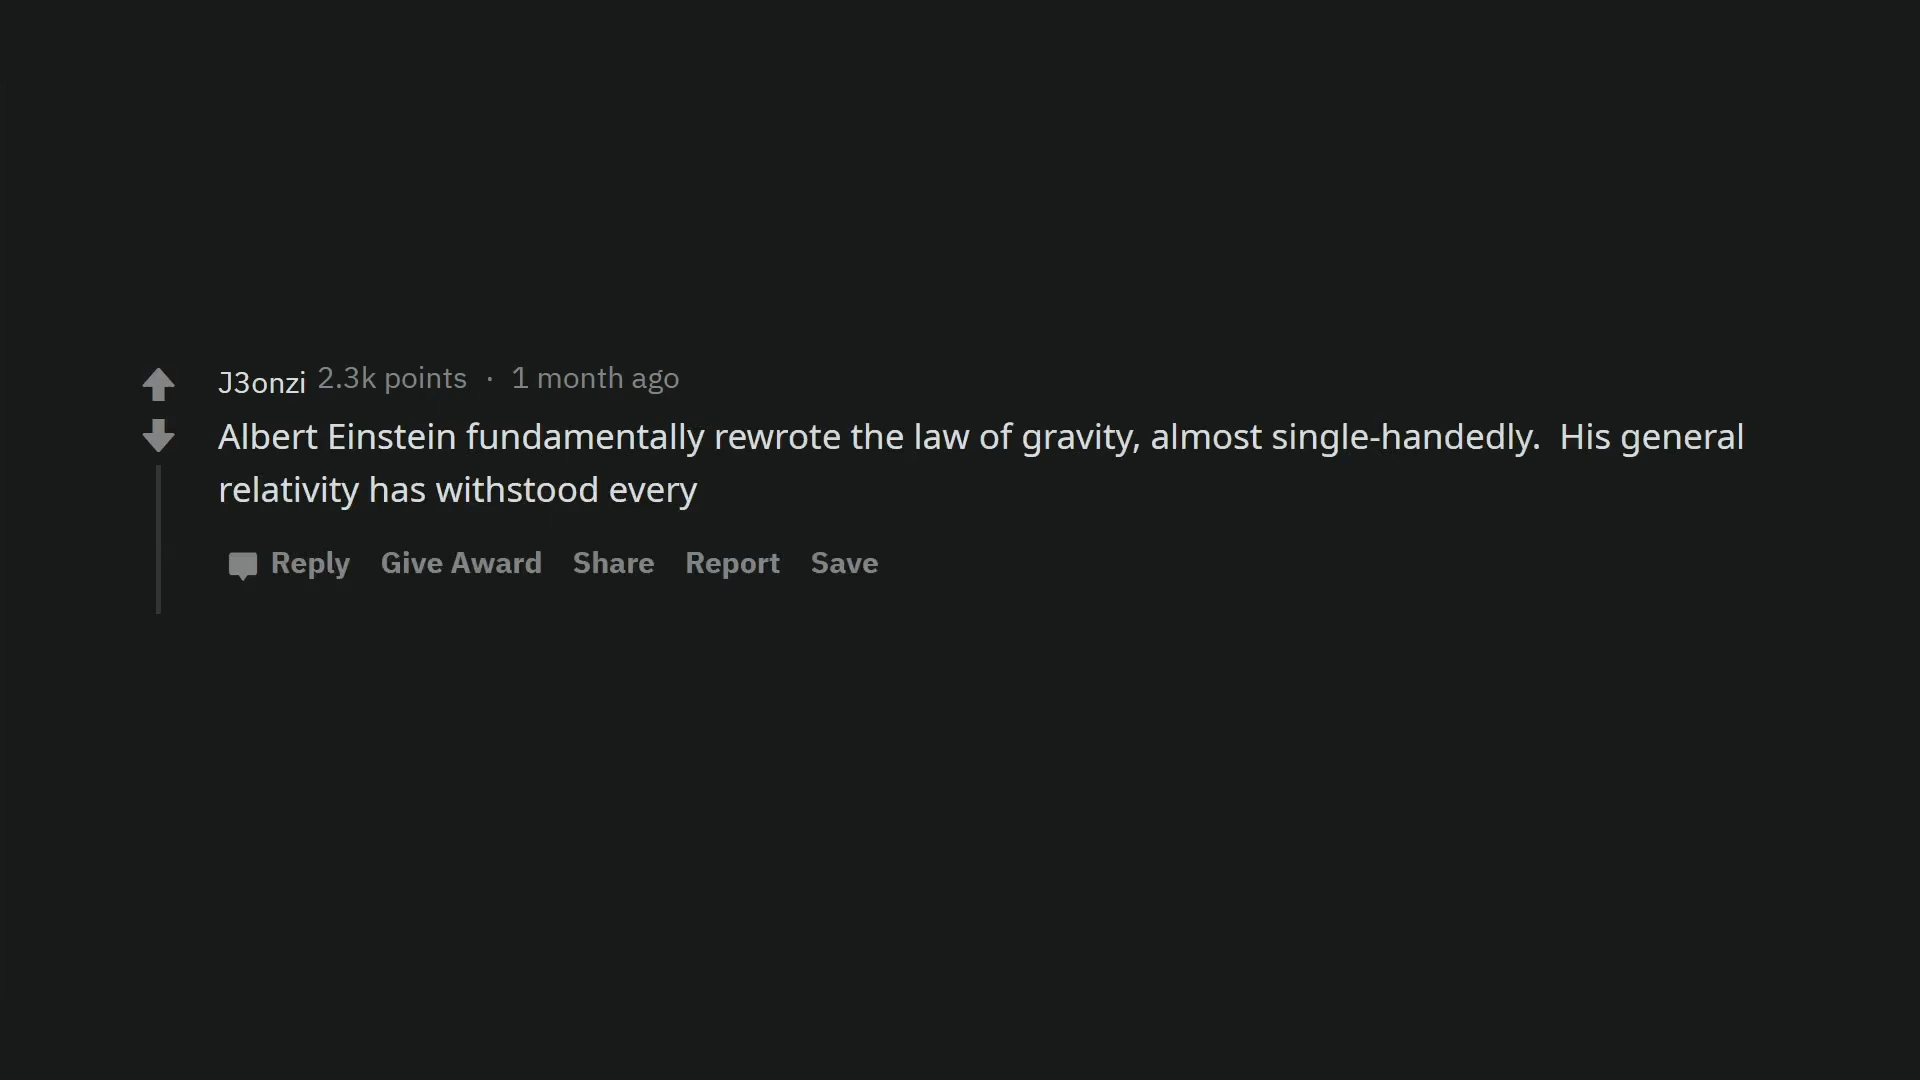 J3onzi 2.3k points · 1 month ago
Albert Einstein fundamentally rewrote the law of gravity, almost single-handedly.  His general
relativity has withstood every
Reply Give Award Share Report Save